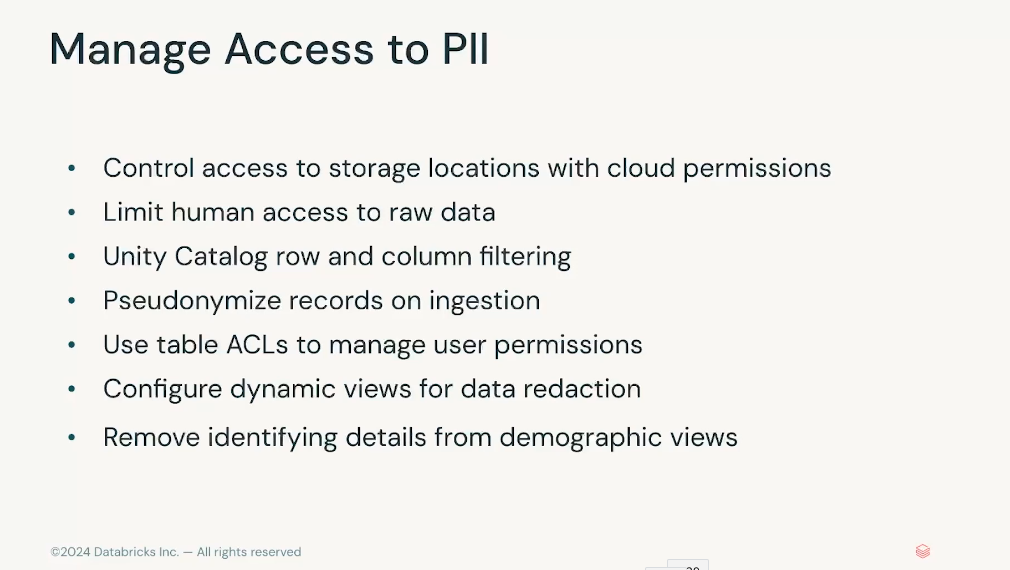 Manage Access to PII
• Control access to storage locations with cloud permissions
• Limit human access to raw data
• Unity Catalog row and column filtering
• Pseudonymize records on ingestion
• Use table ACLs to manage user permissions
• Configure dynamic views for data redaction
• Remove identifying details from demographic views
©2024 Databricks Inc. — All rights reserved